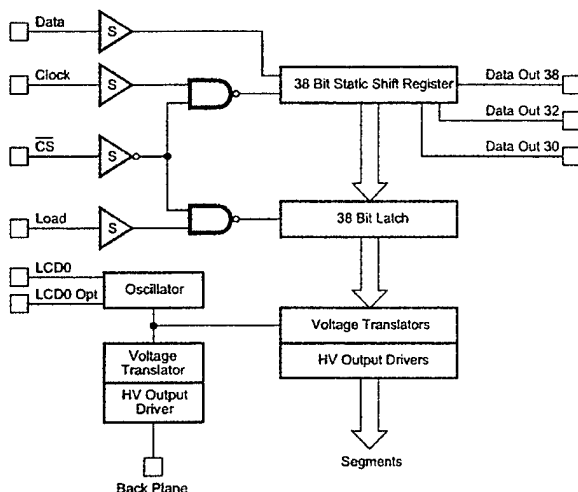 Data
S
Clock
S
38 Bit Static Shift Register
Data Out 38
Data Out 32
Data Out 30
CS
S
Load
S
38 Bit Latch
LCD0
LCD0 Opt
Oscillator
Voltage Translators
HV Output Drivers
Voltage
Translator
HV Output
Driver
Segments
Back Plane